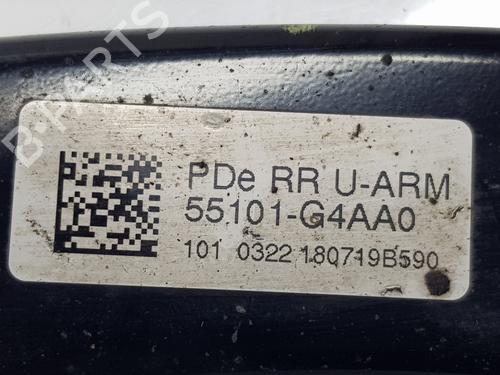 PDe RR U-ARM
55101-G4AA0
101 0322 180719B590
B-PARTS